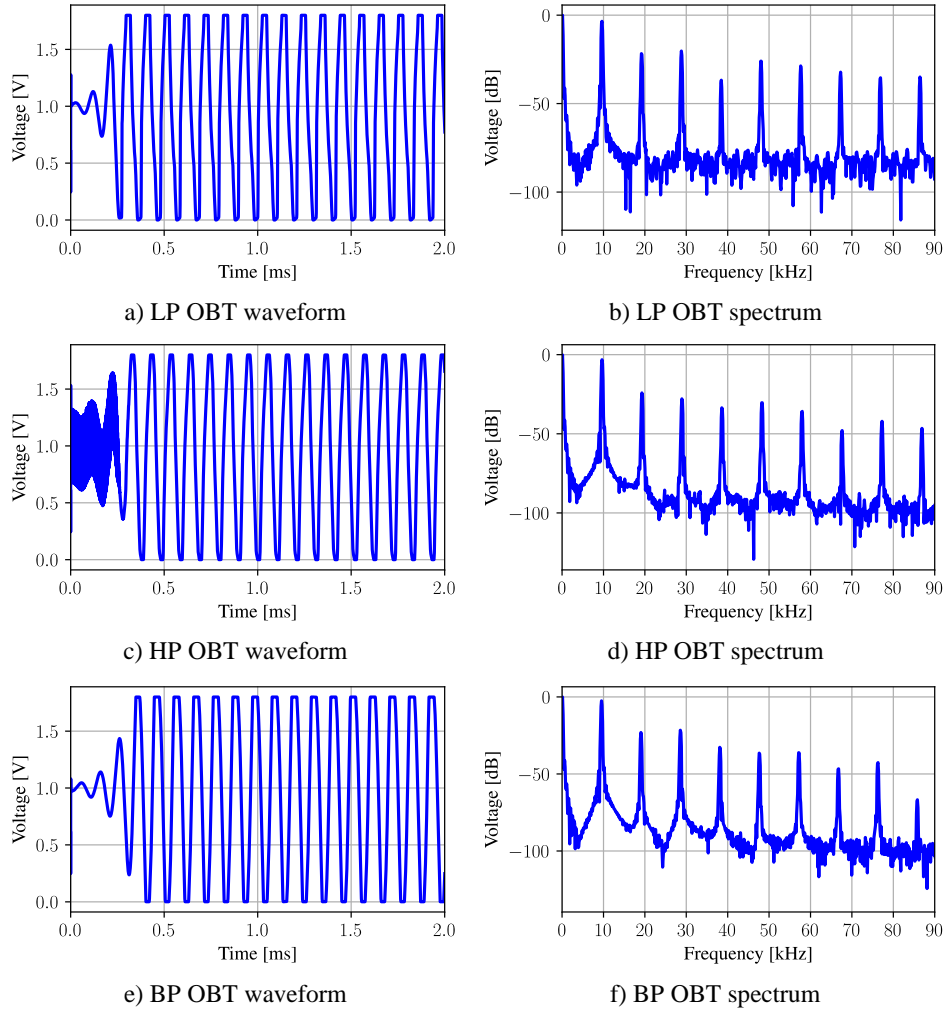 1.5
1.0
0.5
0.0
Voltage [V]
0.0 0.5 1.0 1.5 2.0
Time [ms]
a) LP OBT waveform
0
−50
−100
Voltage [dB]
0 10 20 30 40 50 60 70 80 90
Frequency [kHz]
b) LP OBT spectrum
1.5
1.0
0.5
0.0
Voltage [V]
0.0 0.5 1.0 1.5 2.0
Time [ms]
c) HP OBT waveform
0
−50
−100
Voltage [dB]
0 10 20 30 40 50 60 70 80 90
Frequency [kHz]
d) HP OBT spectrum
1.5
1.0
0.5
0.0
Voltage [V]
0.0 0.5 1.0 1.5 2.0
Time [ms]
e) BP OBT waveform
0
−50
−100
Voltage [dB]
0 10 20 30 40 50 60 70 80 90
Frequency [kHz]
f) BP OBT spectrum